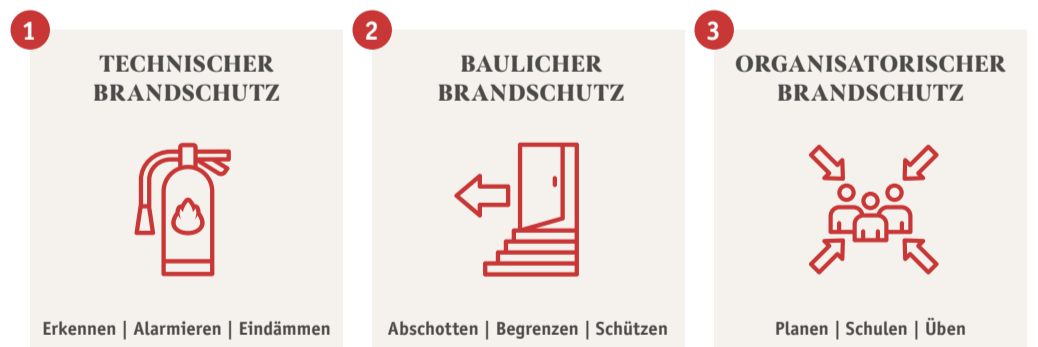 1
TECHNISCHER
BRANDSCHUTZ
Erkennen | Alarmieren | Eindämmen
2
BAULICHER
BRANDSCHUTZ
Abschotten | Begrenzen | Schützen
3
ORGANISATORISCHER
BRANDSCHUTZ
Planen | Schulen | Üben